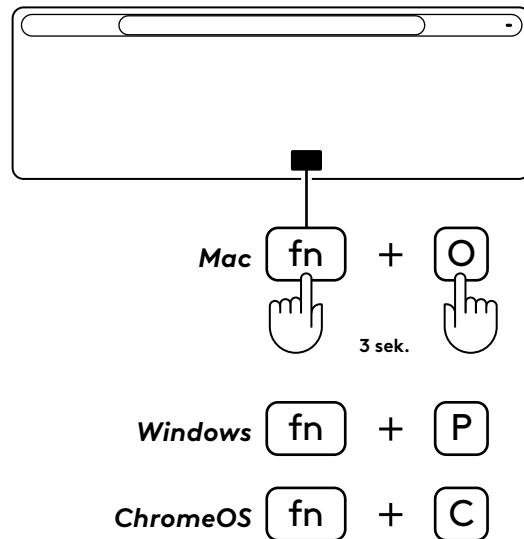 Mac fn + O
3 sek.
Windows fn + P
ChromeOS fn + C